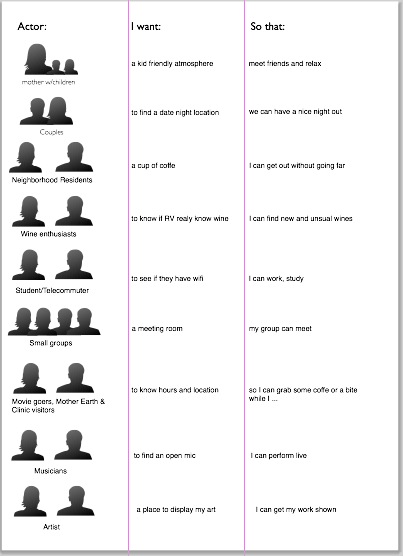 Actor: I want: So that:
mother w/children a kid friendly atmosphere meet friends and relax
Couples to find a date night location we can have a nice night out
Neighborhood Residents a cup of coffe I can get out without going far
Wine enthusiasts to know if RV realy know wine I can find new and unsual wines
Student/Telecommuter to see if they have wifi I can work, study
Small groups a meeting room my group can meet
Movie goers, Mother Earth & to know hours and location so I can grab some coffe or a bite
Clinic visitors while I ...
Musicians to find an open mic I can perform live
Artist a place to display my art I can get my work shown